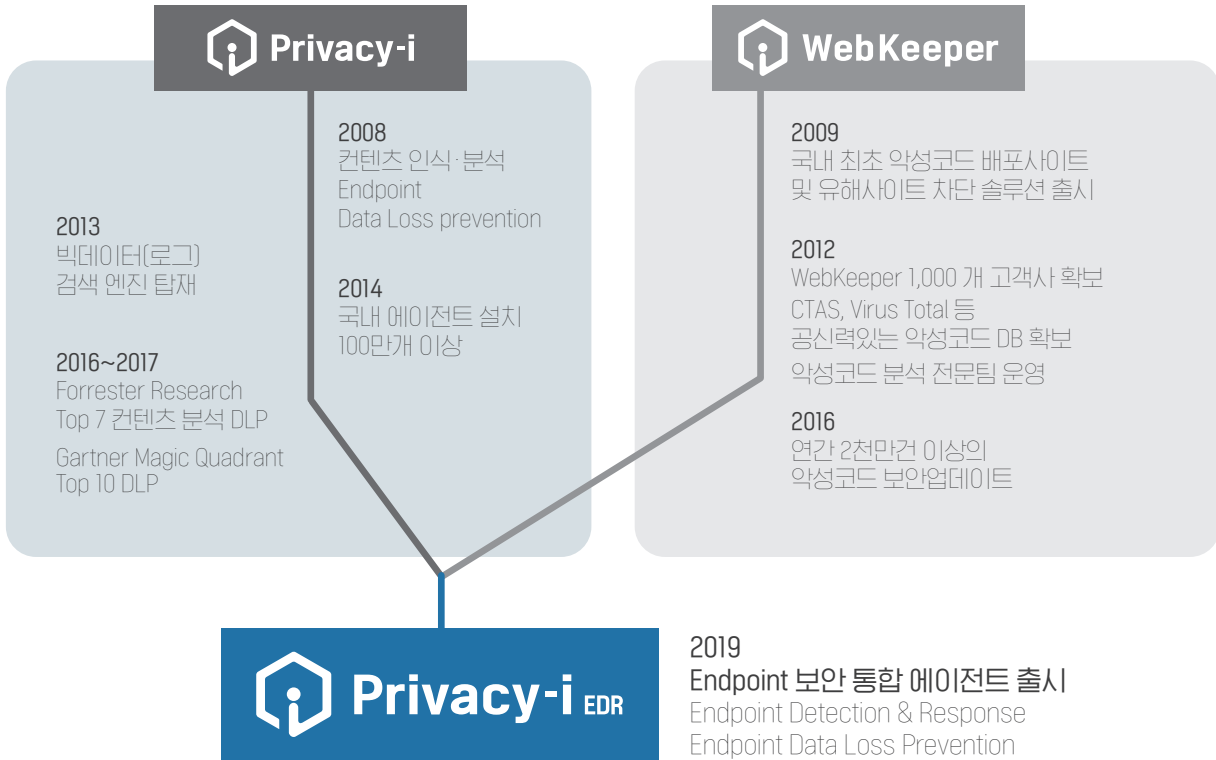 Privacy-i
2008
컨텐츠 인식·분석
Endpoint
Data Loss prevention
2013
빅데이터(로그)
검색 엔진 탑재
2014
국내 에이전트 설치
100만개 이상
2016~2017
Forrester Research
Top 7 컨텐츠 분석 DLP
Gartner Magic Quadrant
Top 10 DLP
WebKeeper
2009
국내 최초 악성코드 배포사이트
및 유해사이트 차단 솔루션 출시
2012
WebKeeper 1,000 개 고객사 확보
CTAS, Virus Total 등
공신력있는 악성코드 DB 확보
악성코드 분석 전문팀 운영
2016
연간 2천만건 이상의
악성코드 보안업데이트
Privacy-i EDR
2019
Endpoint 보안 통합 에이전트 출시
Endpoint Detection & Response
Endpoint Data Loss Prevention